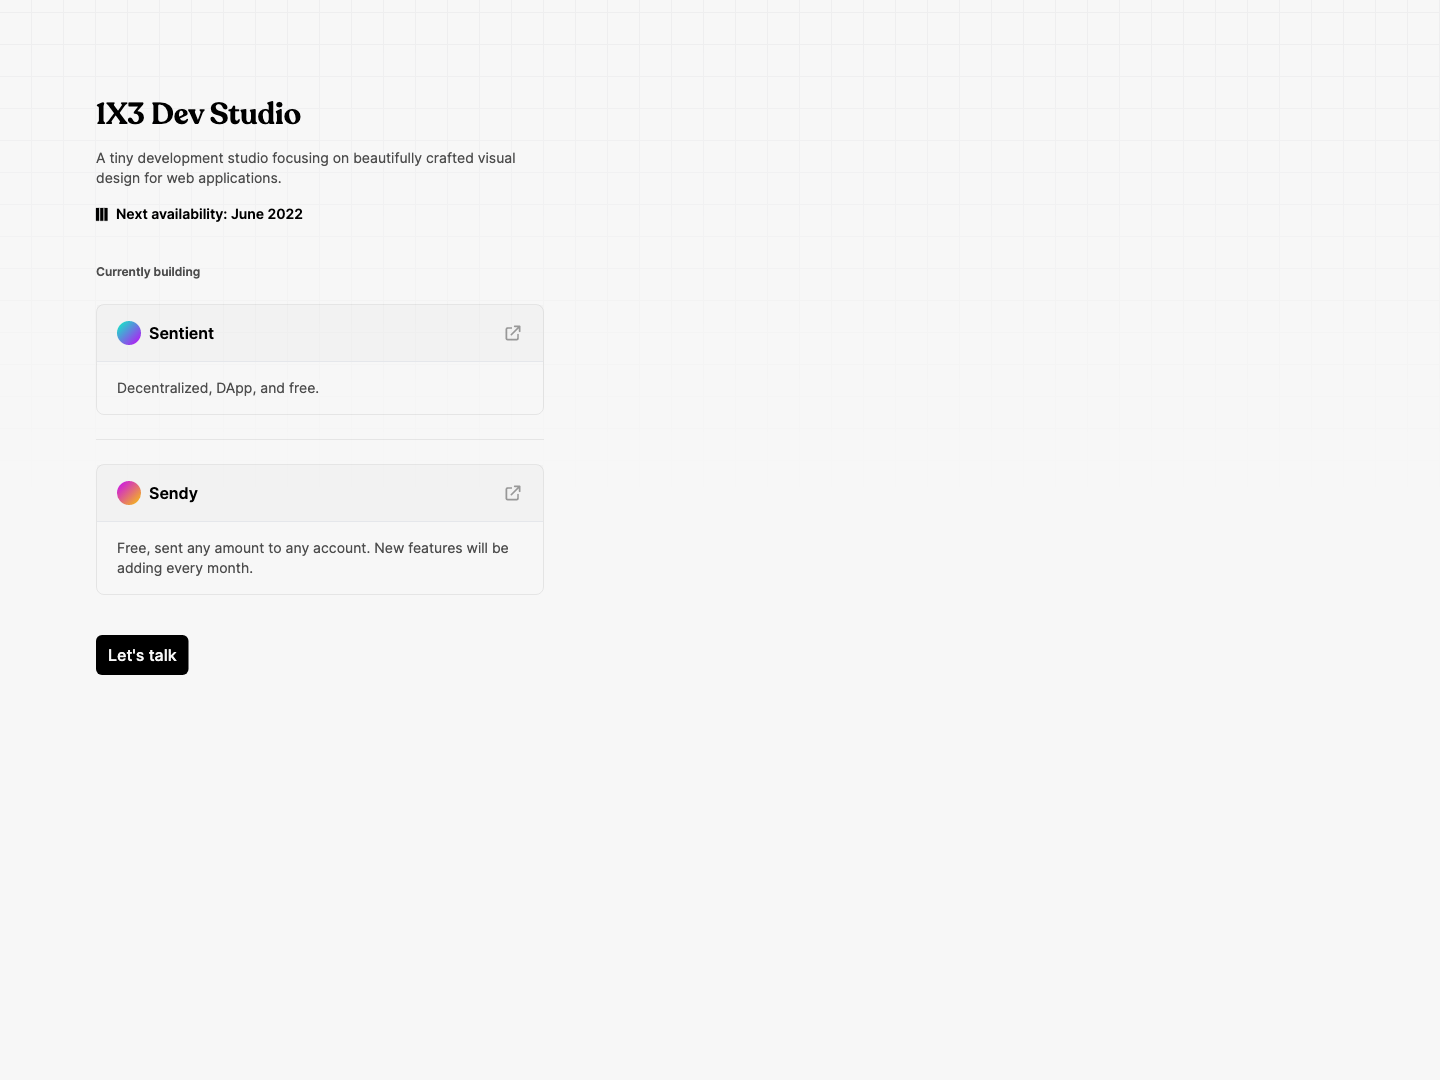 1X3 Dev Studio
A tiny development studio focusing on beautifully crafted visual
design for web applications.
Next availability: June 2022
Currently building
Sentient
Decentralized, DApp, and free.
Sendy
Free, sent any amount to any account. New features will be
adding every month.
Let's talk